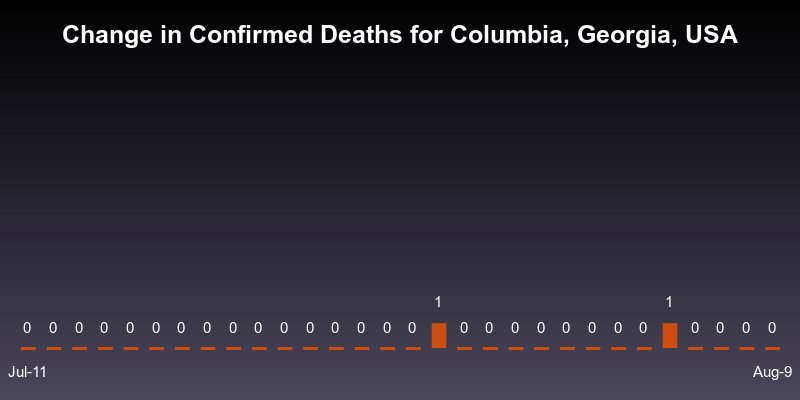 Change in Confirmed Deaths for Columbia, Georgia, USA
1 1
0 0 0 0 0 0 0 0 0 0 0 0 0 0 0 0 0 0 0 0 0 0 0 0 0 0 0 0
Jul-11 Aug-9